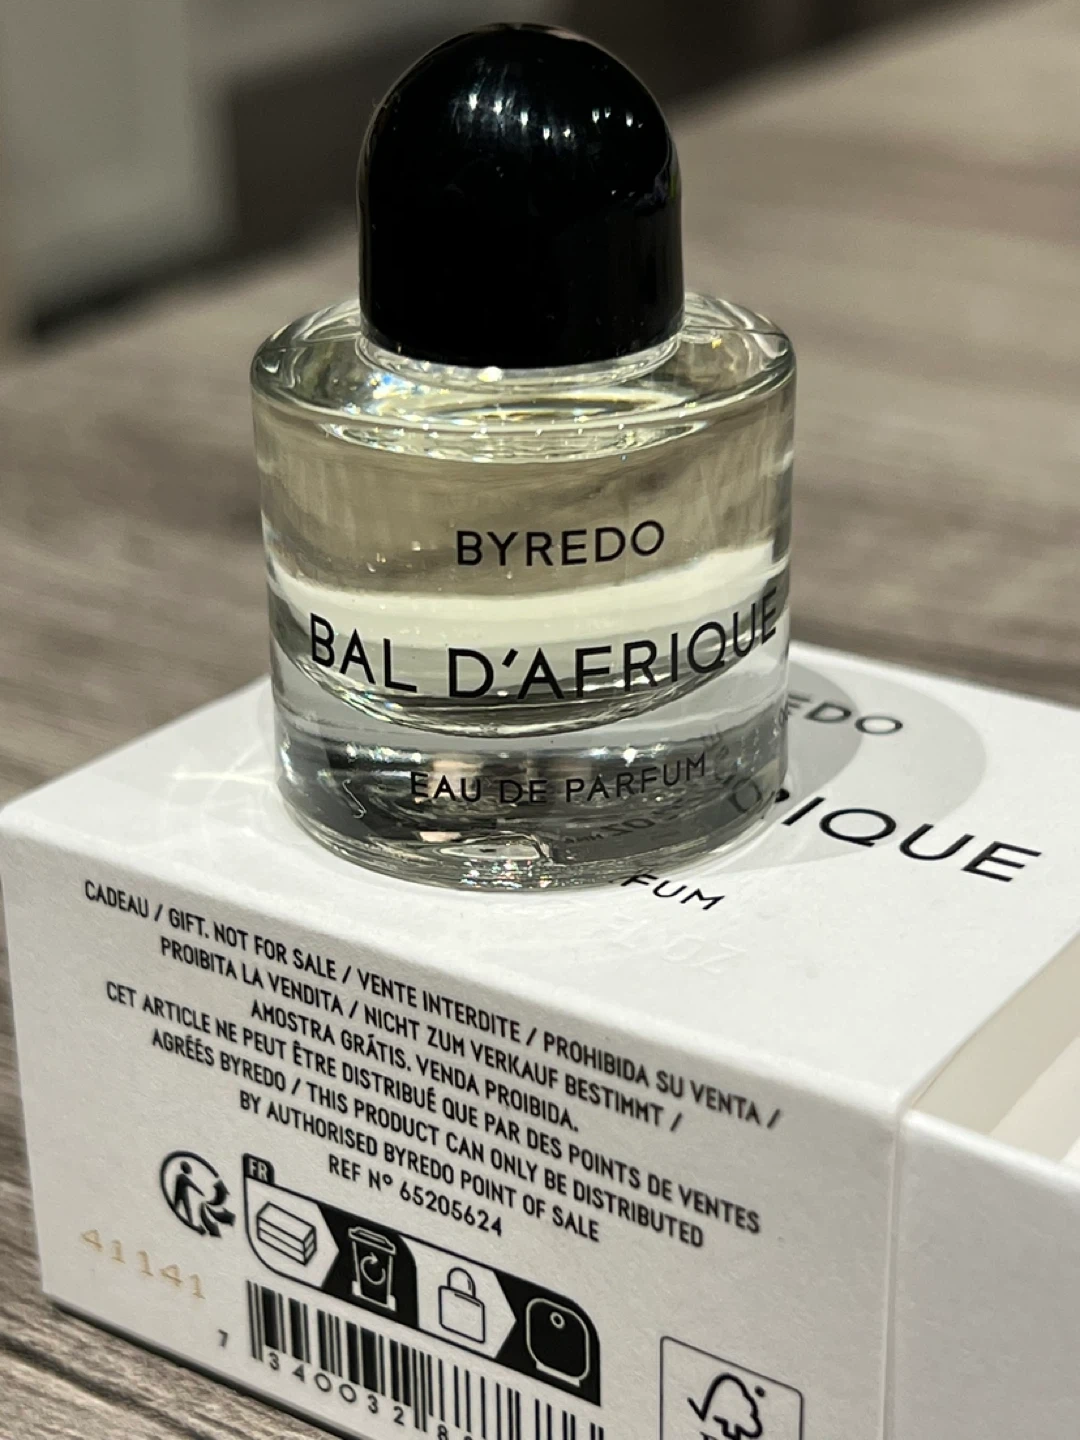 BYREDO
BAL D'AFRIQUE
EAU DE PARFUM
EDO
RIQUE
FUM
CADEAU / GIFT. NOT FOR SALE / VENTE INTERDITE / PROHIBIDA SU VENTA /
PROIBITA LA VENDITA / NICHT ZUM VERKAUF BESTIMMT /
AMOSTRA GRÁTIS. VENDA PROIBIDA.
CET ARTICLE NE PEUT ÊTRE DISTRIBUÉ QUE PAR DES POINTS DE VENTES
AGRÉÉS BYREDO / THIS PRODUCT CAN ONLY BE DISTRIBUTED
BY AUTHORISED BYREDO POINT OF SALE
REF N° 65205624
FR
41141
7 340032 8